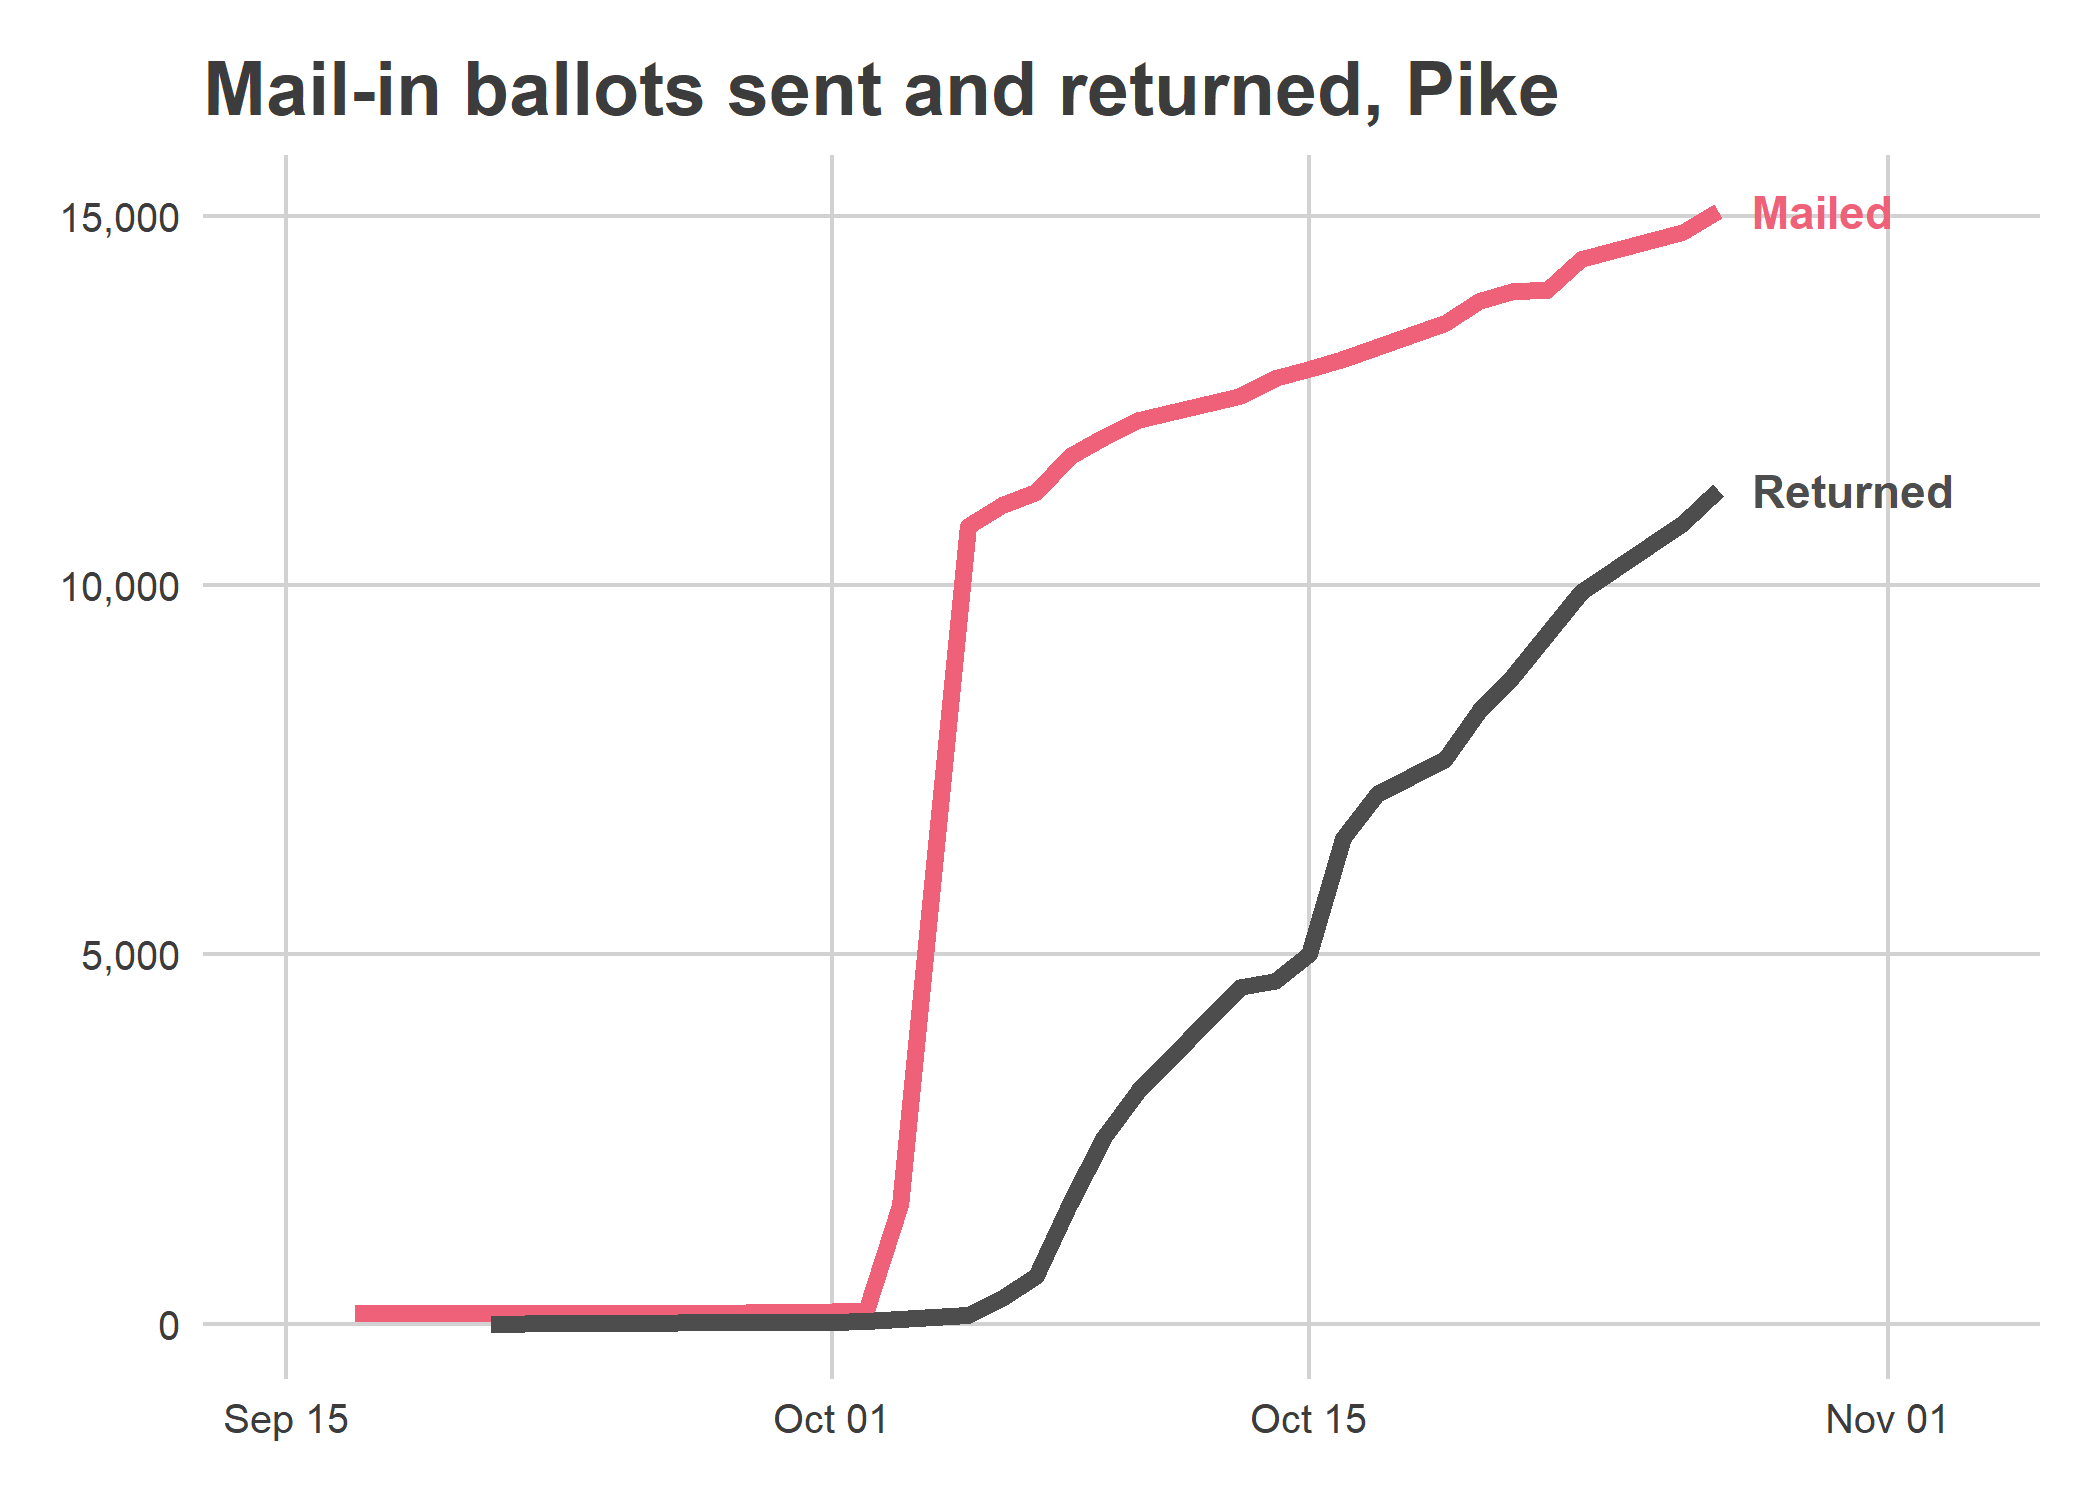 Mail-in ballots sent and returned, Pike
15,000
Mailed
Returned
10,000
5,000
0
Sep 15
Oct 01
Oct 15
Nov 01